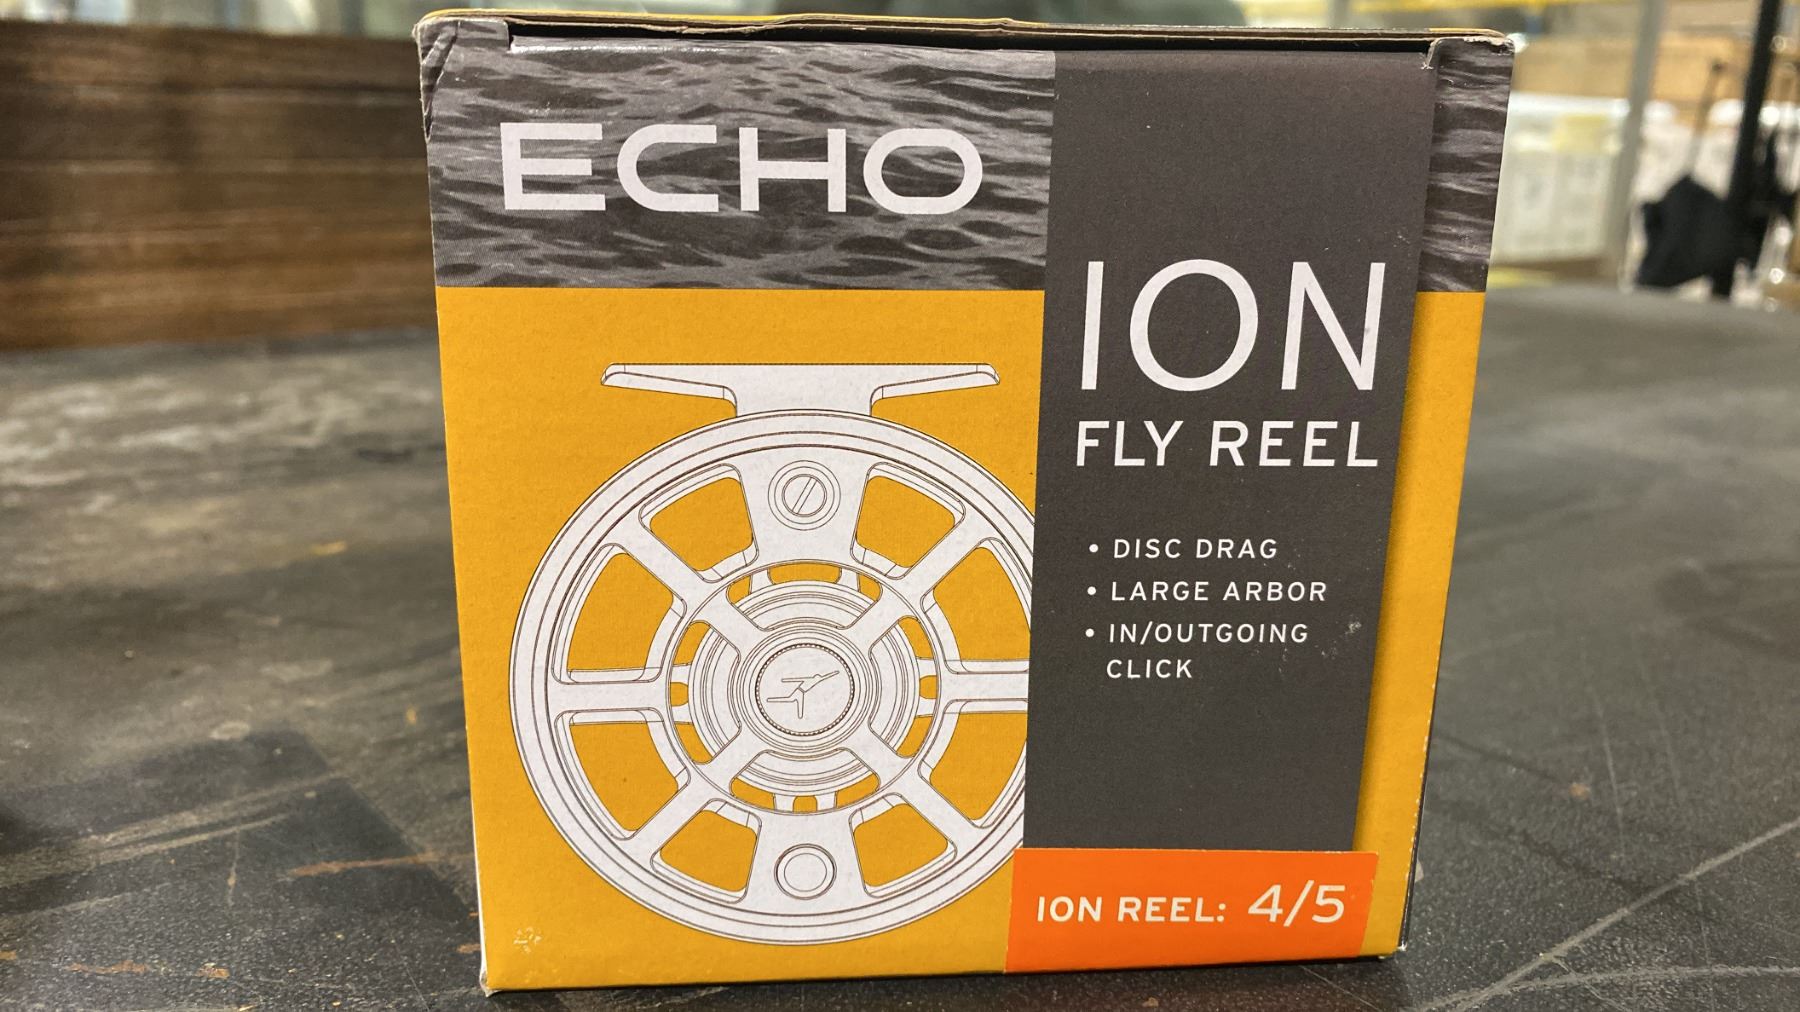 ECHO
ION
FLY REEL
• DISC DRAG
• LARGE ARBOR
• IN/OUTGOING
CLICK
ION REEL: 4/5